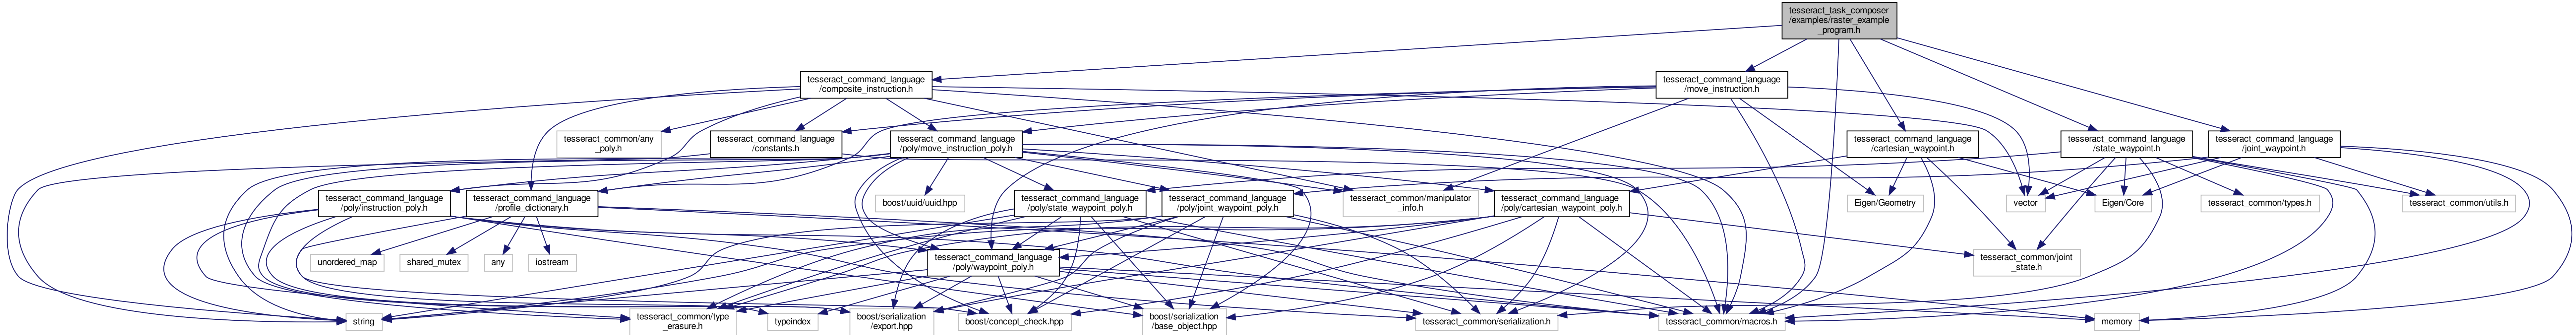 tesseract_task_composer
/examples/raster_example
_program.h
tesseract_command_language
/composite_instruction.h
tesseract_command_language
/move_instruction.h
tesseract_common/any
_poly.h
tesseract_command_language
/constants.h
tesseract_command_language
/poly/move_instruction_poly.h
tesseract_command_language
/cartesian_waypoint.h
tesseract_command_language
/state_waypoint.h
tesseract_command_language
/joint_waypoint.h
tesseract_command_language
/poly/instruction_poly.h
tesseract_command_language
/profile_dictionary.h
boost/uuid/uuid.hpp
tesseract_command_language
/poly/state_waypoint_poly.h
tesseract_command_language
/poly/joint_waypoint_poly.h
tesseract_common/manipulator
_info.h
tesseract_command_language
/poly/cartesian_waypoint_poly.h
Eigen/Geometry
vector
Eigen/Core
tesseract_common/types.h
tesseract_common/utils.h
unordered_map
shared_mutex
any
iostream
tesseract_command_language
/poly/waypoint_poly.h
tesseract_common/joint
_state.h
string
tesseract_common/type
_erasure.h
typeindex
boost/serialization
/export.hpp
boost/concept_check.hpp
boost/serialization
/base_object.hpp
tesseract_common/serialization.h
tesseract_common/macros.h
memory